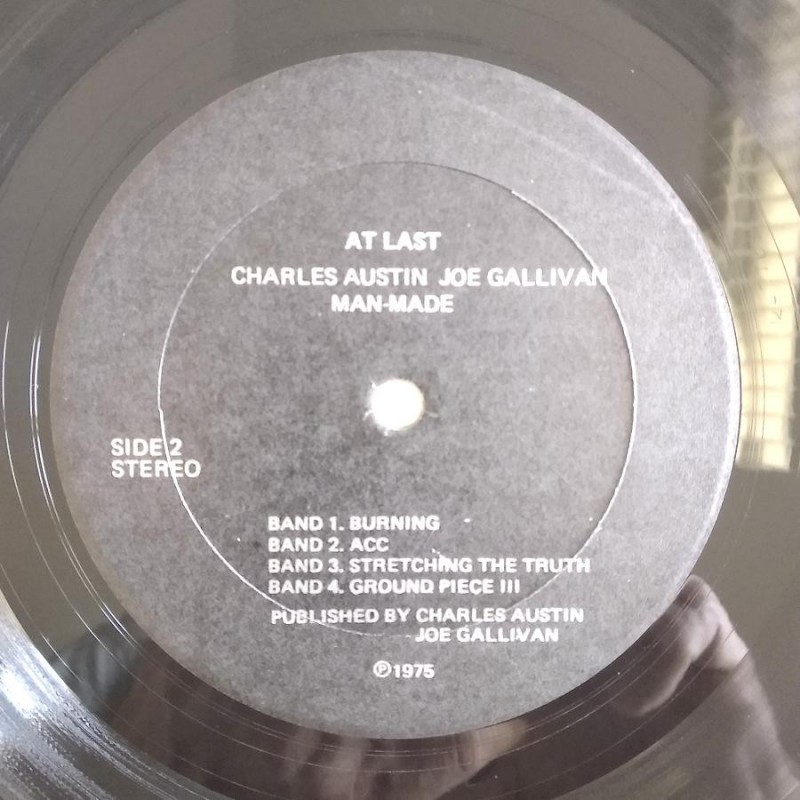 AT LAST
CHARLES AUSTIN JOE GALLIVAN
MAN-MADE
SIDE 2
STEREO
BAND 1. BURNING
BAND 2. ACC
BAND 3. STRETCHING THE TRUTH
BAND 4. GROUND PIECE III
PUBLISHED BY CHARLES AUSTIN
JOE GALLIVAN
℗1975